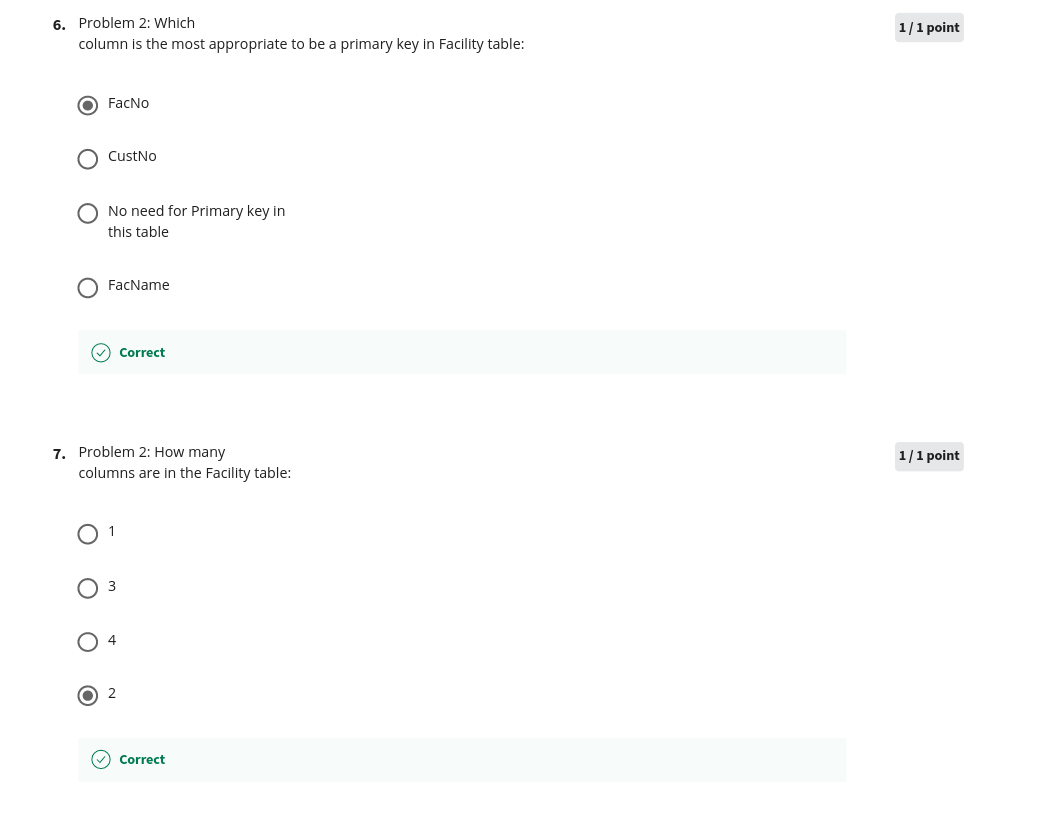 6. Problem 2: Which
column is the most appropriate to be a primary key in Facility table:
1 / 1 point
FacNo
CustNo
No need for Primary key in
this table
FacName
Correct
7. Problem 2: How many
columns are in the Facility table:
1 / 1 point
1
3
4
2
Correct